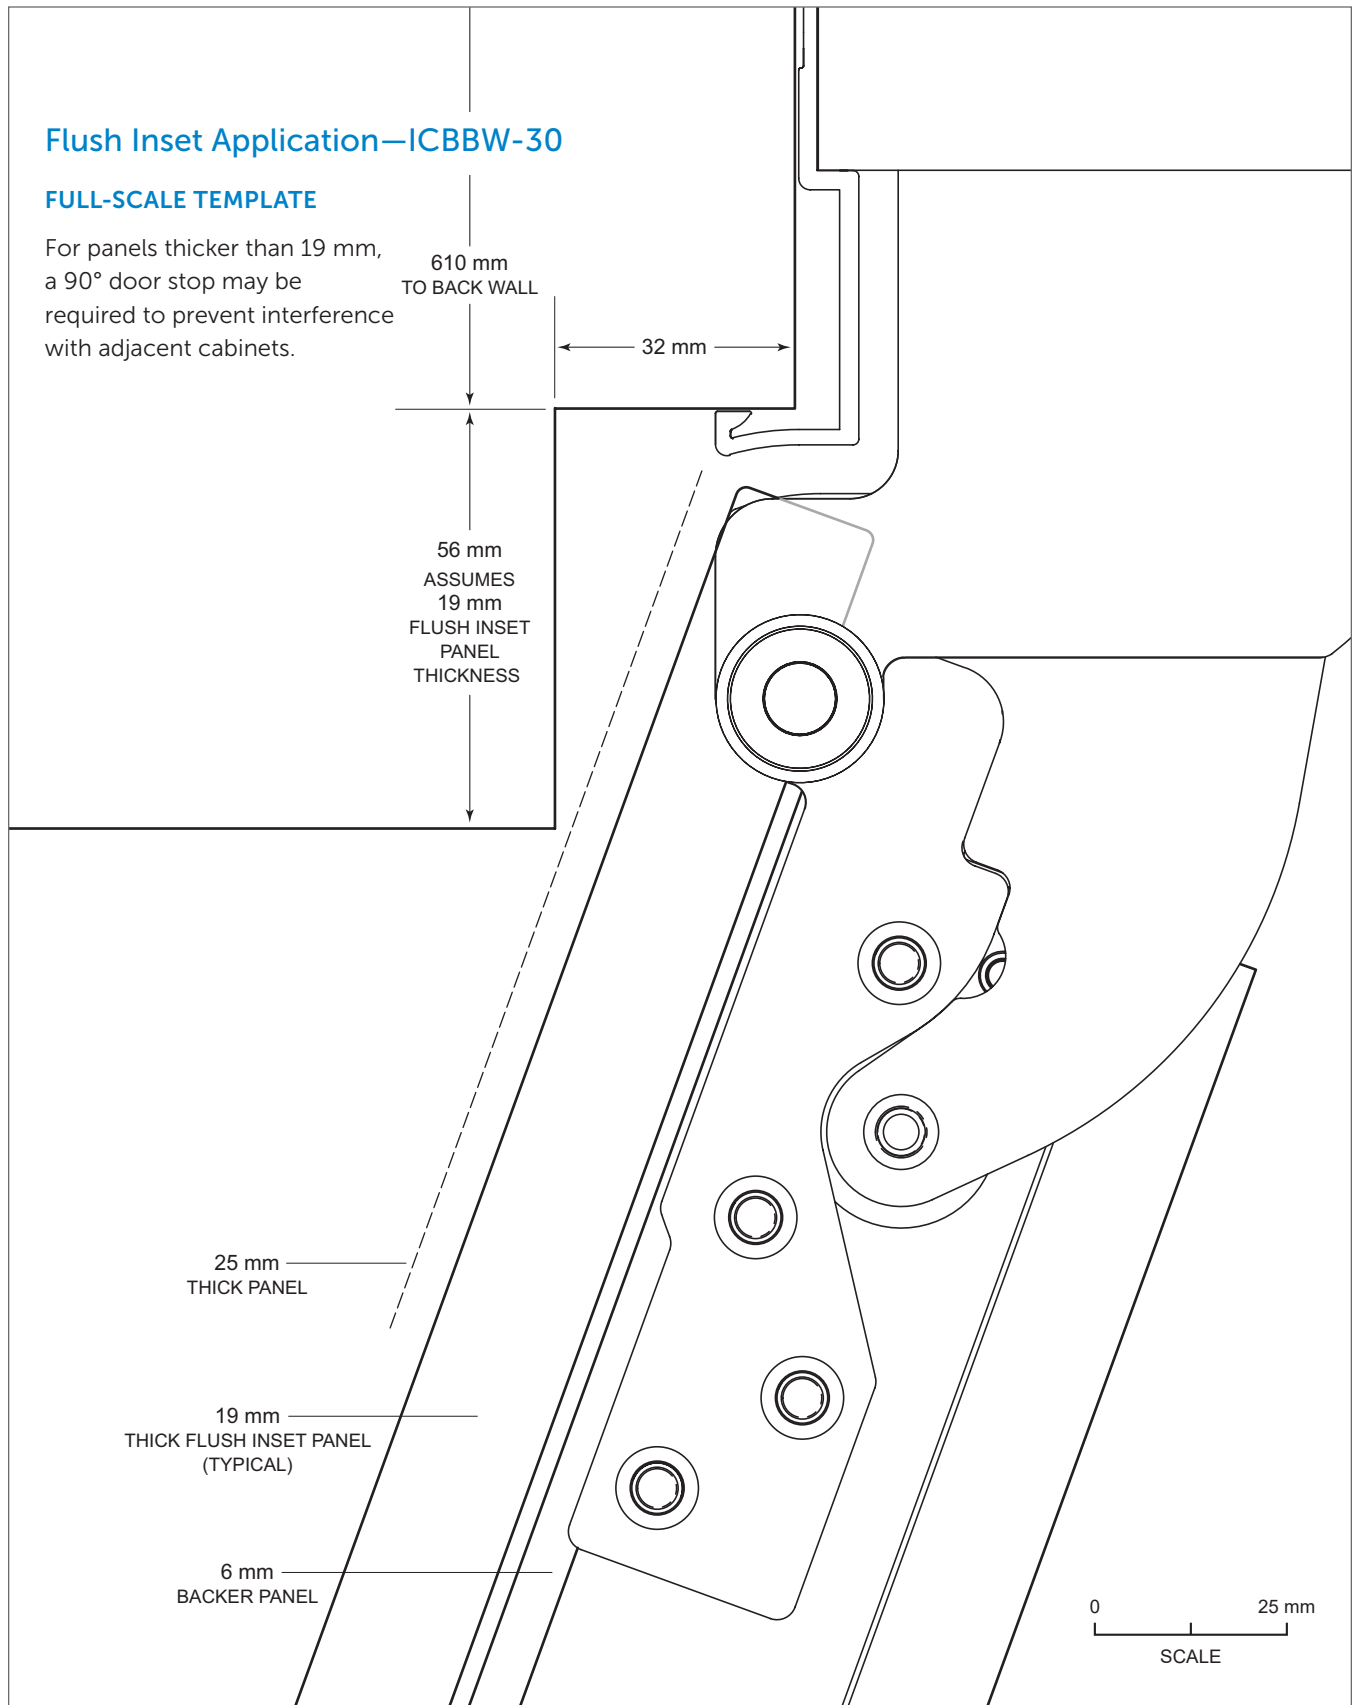 Flush Inset Application—ICBBW-30
FULL-SCALE TEMPLATE
For panels thicker than 19 mm,
a 90° door stop may be
required to prevent interference
with adjacent cabinets.
610 mm
TO BACK WALL
32 mm
56 mm
ASSUMES
19 mm
FLUSH INSET
PANEL
THICKNESS
25 mm
THICK PANEL
19 mm
THICK FLUSH INSET PANEL
(TYPICAL)
6 mm
BACKER PANEL
0 25 mm
SCALE